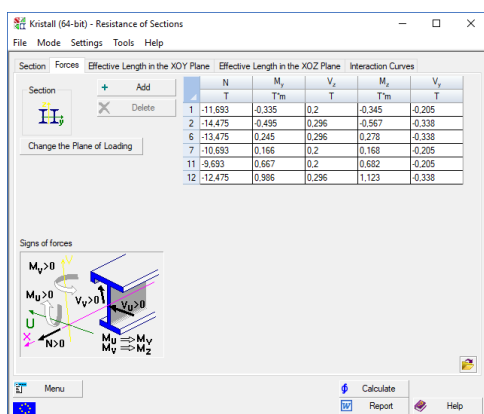 Kristall (64-bit) - Resistance of Sections
File Mode Settings Tools Help
Section Forces Effective Length in the XOY Plane Effective Length in the XOZ Plane Interaction Curves
Section
Add
Delete
Change the Plane of Loading
N My Vz Mz Vy
T T*m T T*m T
1 -11,693 -0,335 0,2 -0,345 -0,205
2 -14,475 -0,495 0,296 -0,567 -0,338
6 -13,475 0,245 0,296 0,278 -0,338
7 -10,693 0,166 0,2 0,168 -0,205
11 -9,693 0,667 0,2 0,682 -0,205
12 -12,475 0,986 0,296 1,123 -0,338
Signs of forces
Mv>0
V
Mu>0
Vv>0
Vu>0
U
X
N>0
Mu ⇒ My
Mv ⇒ Mz
Menu
Calculate
Report
Help